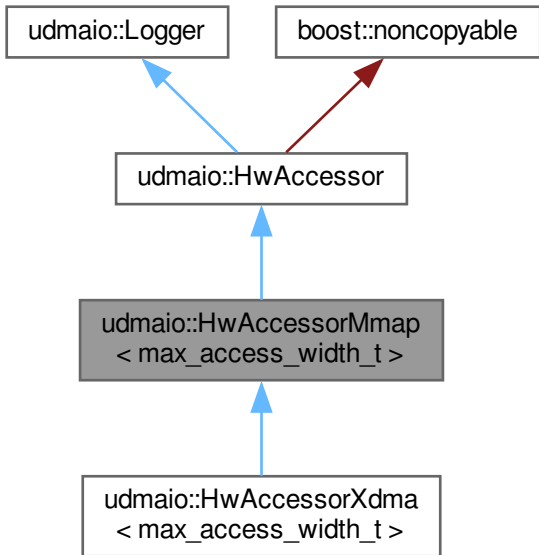 udmaio::Logger
boost::noncopyable
udmaio::HwAccessor
udmaio::HwAccessorMmap
< max_access_width_t >
udmaio::HwAccessorXdma
< max_access_width_t >